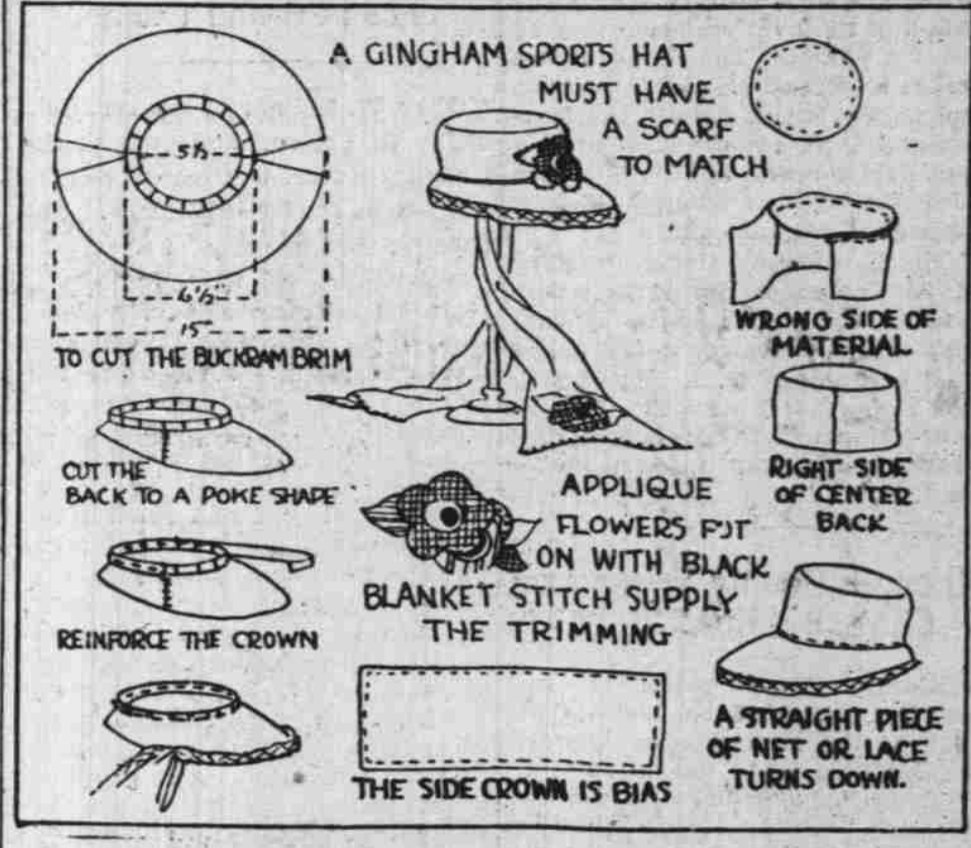 A GINGHAM SPORTS HAT
MUST HAVE
A SCARF
TO MATCH
5½
6½"
15"
TO CUT THE BUCKRAM BRIM
WRONG SIDE OF
MATERIAL
CUT THE
BACK TO A POKE SHAPE
RIGHT SIDE
OF CENTER
BACK
APPLIQUE
FLOWERS PUT
ON WITH BLACK
BLANKET STITCH SUPPLY
THE TRIMMING
REINFORCE THE CROWN
THE SIDE CROWN IS BIAS
A STRAIGHT PIECE
OF NET OR LACE
TURNS DOWN.